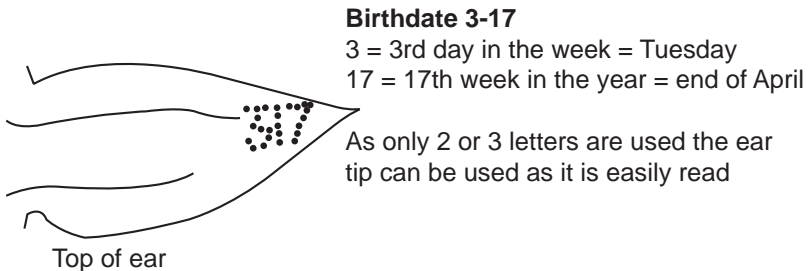 Birthdate 3-17
3 = 3rd day in the week = Tuesday
17 = 17th week in the year = end of April
As only 2 or 3 letters are used the ear
tip can be used as it is easily read
317
Top of ear